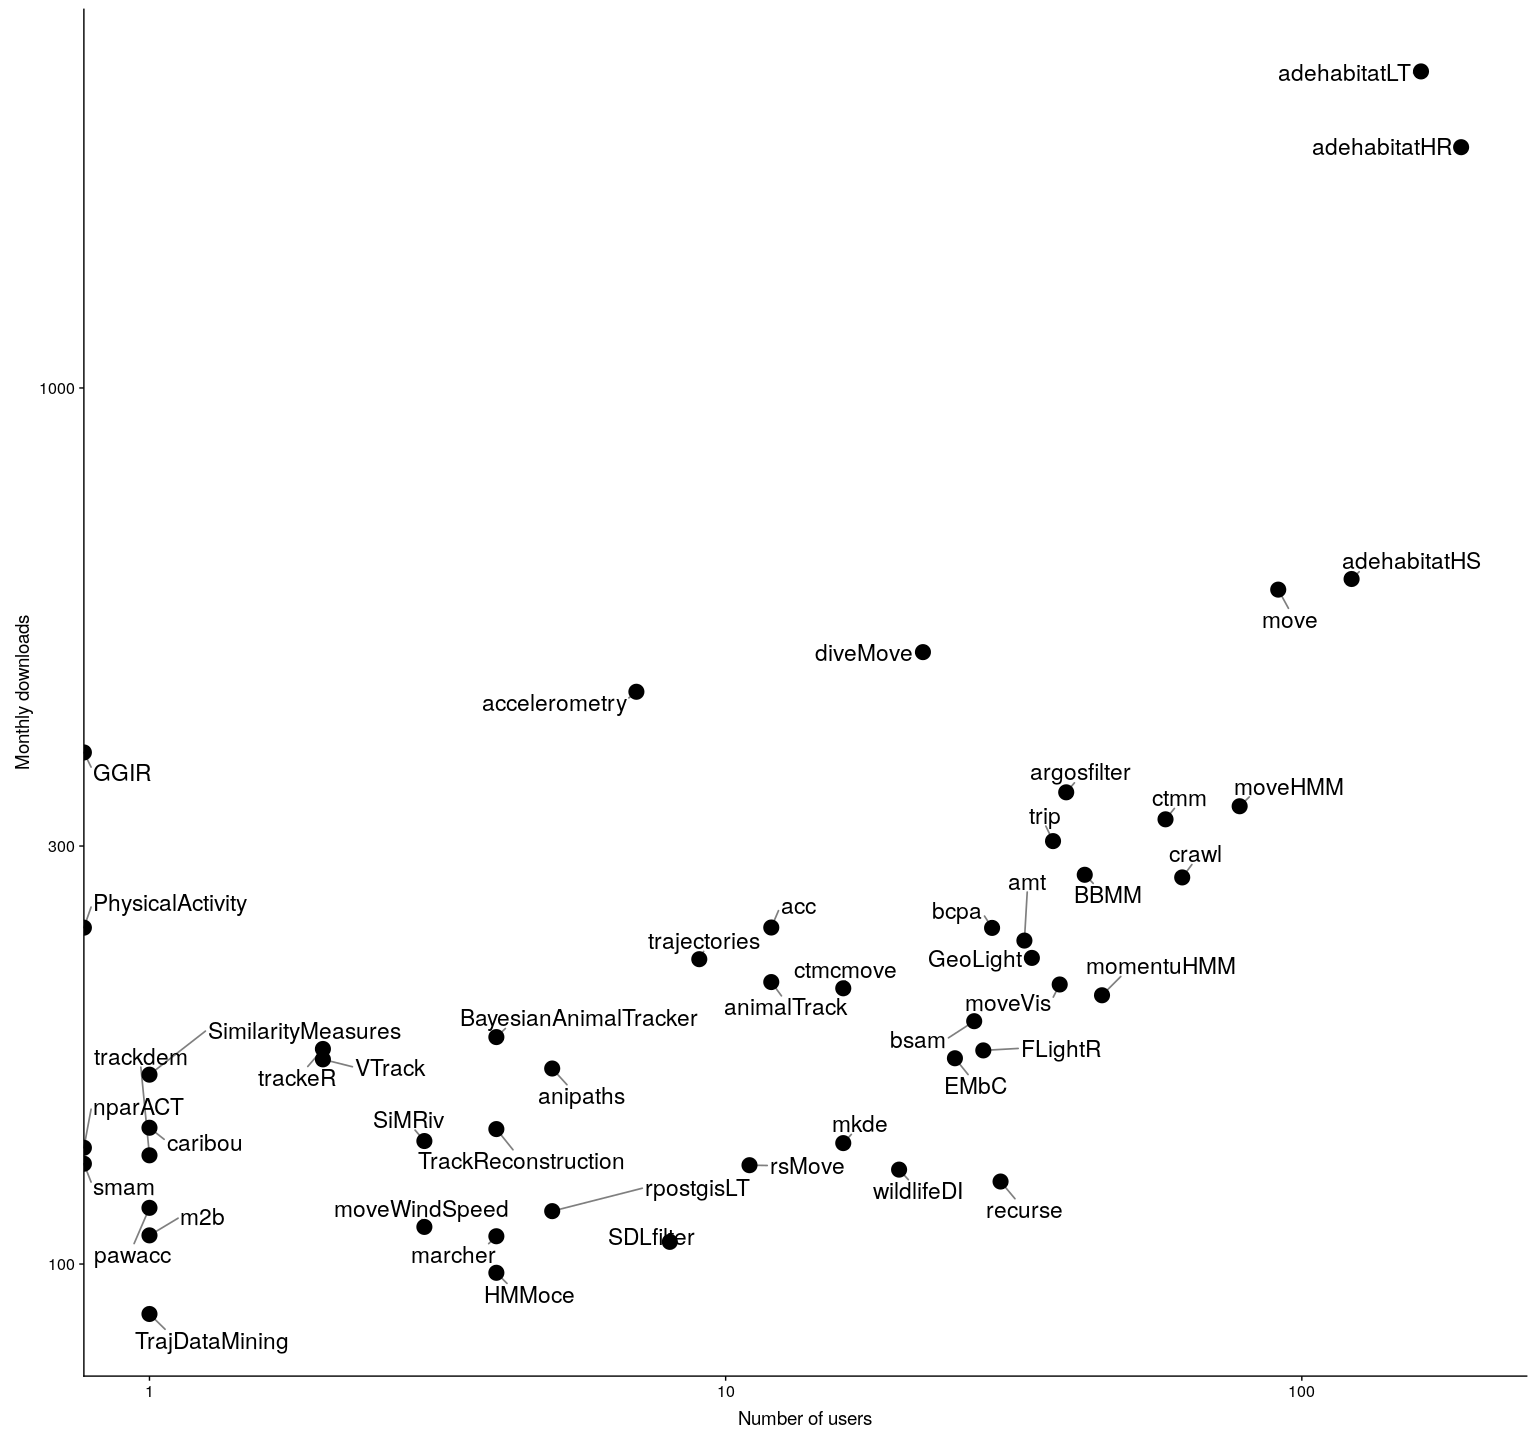 adehabitatLT
adehabitatHR
1000
adehabitatHS
move
diveMove
accelerometry
Monthly downloads
GGIR
argosfilter
moveHMM
ctmm
trip
300
crawl
amt
BBMM
PhysicalActivity
acc
bcpa
trajectories
GeoLight
momentuHMM
ctmcmove
animalTrack
moveVis
BayesianAnimalTracker
SimilarityMeasures
bsam
FLightR
trackdem
VTrack
trackeR
EMbC
anipaths
nparACT
SiMRiv
mkde
caribou
TrackReconstruction
rsMove
smam
rpostgisLT
wildlifeDI
moveWindSpeed
recurse
m2b
SDLfilter
pawacc
marcher
100
HMMoce
TrajDataMining
1
10
100
Number of users